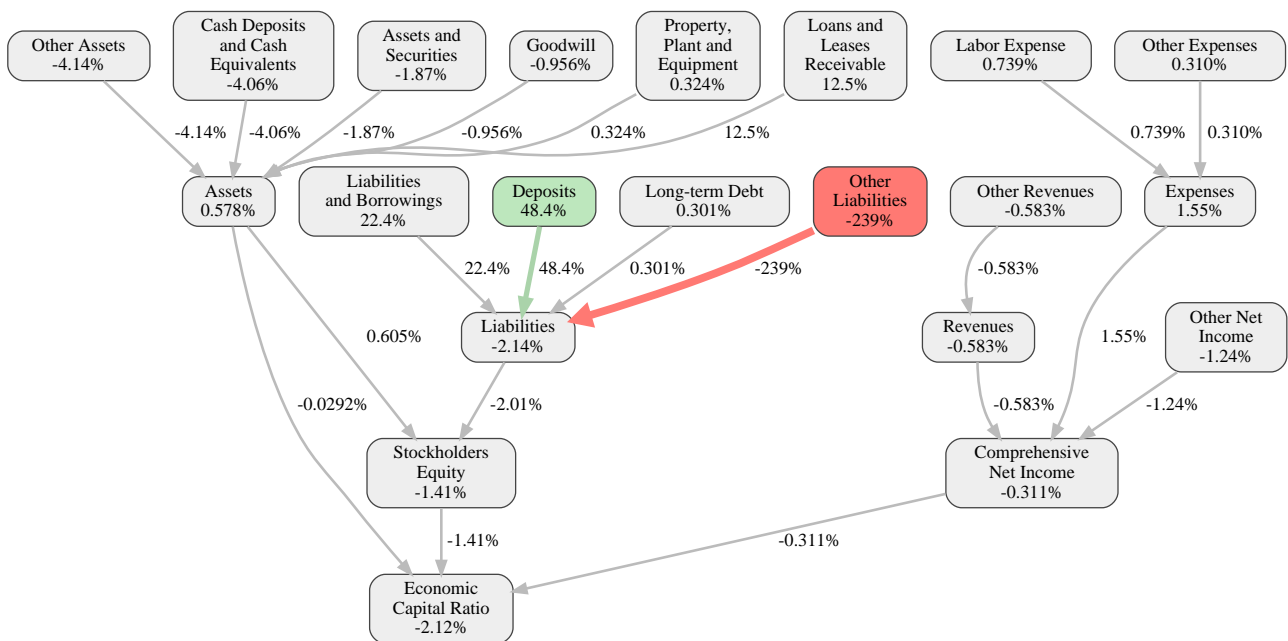 Other Assets
-4.14%
Cash Deposits
and Cash
Equivalents
-4.06%
Assets and
Securities
-1.87%
Goodwill
-0.956%
Property,
Plant and
Equipment
0.324%
Loans and
Leases
Receivable
12.5%
Labor Expense
0.739%
Other Expenses
0.310%
-4.14%
-4.06%
-1.87%
-0.956%
0.324%
12.5%
0.739%
0.310%
Assets
0.578%
Liabilities
and Borrowings
22.4%
Deposits
48.4%
Long-term Debt
0.301%
Other
Liabilities
-239%
Other Revenues
-0.583%
Expenses
1.55%
22.4%
48.4%
0.301%
-239%
-0.583%
Liabilities
-2.14%
Revenues
-0.583%
Other Net
Income
-1.24%
0.605%
1.55%
-0.0292%
-2.01%
-0.583%
-1.24%
Stockholders
Equity
-1.41%
Comprehensive
Net Income
-0.311%
-1.41%
-0.311%
Economic
Capital Ratio
-2.12%